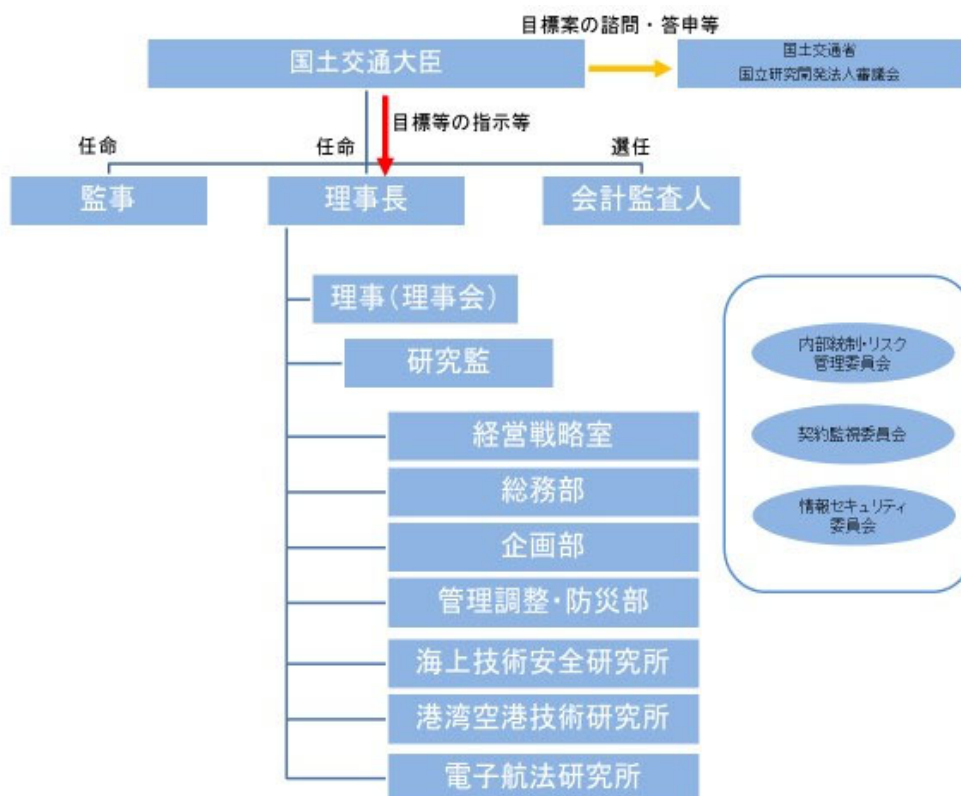 目標案の諮問・答申等
国土交通大臣
国土交通省
国立研究開発法人審議会
目標等の指示等
任命
任命
選任
監事
理事長
会計監査人
理事(理事会)
研究監
内部統制・リスク
管理委員会
契約監視委員会
情報セキュリティ
委員会
経営戦略室
総務部
企画部
管理調整・防災部
海上技術安全研究所
港湾空港技術研究所
電子航法研究所